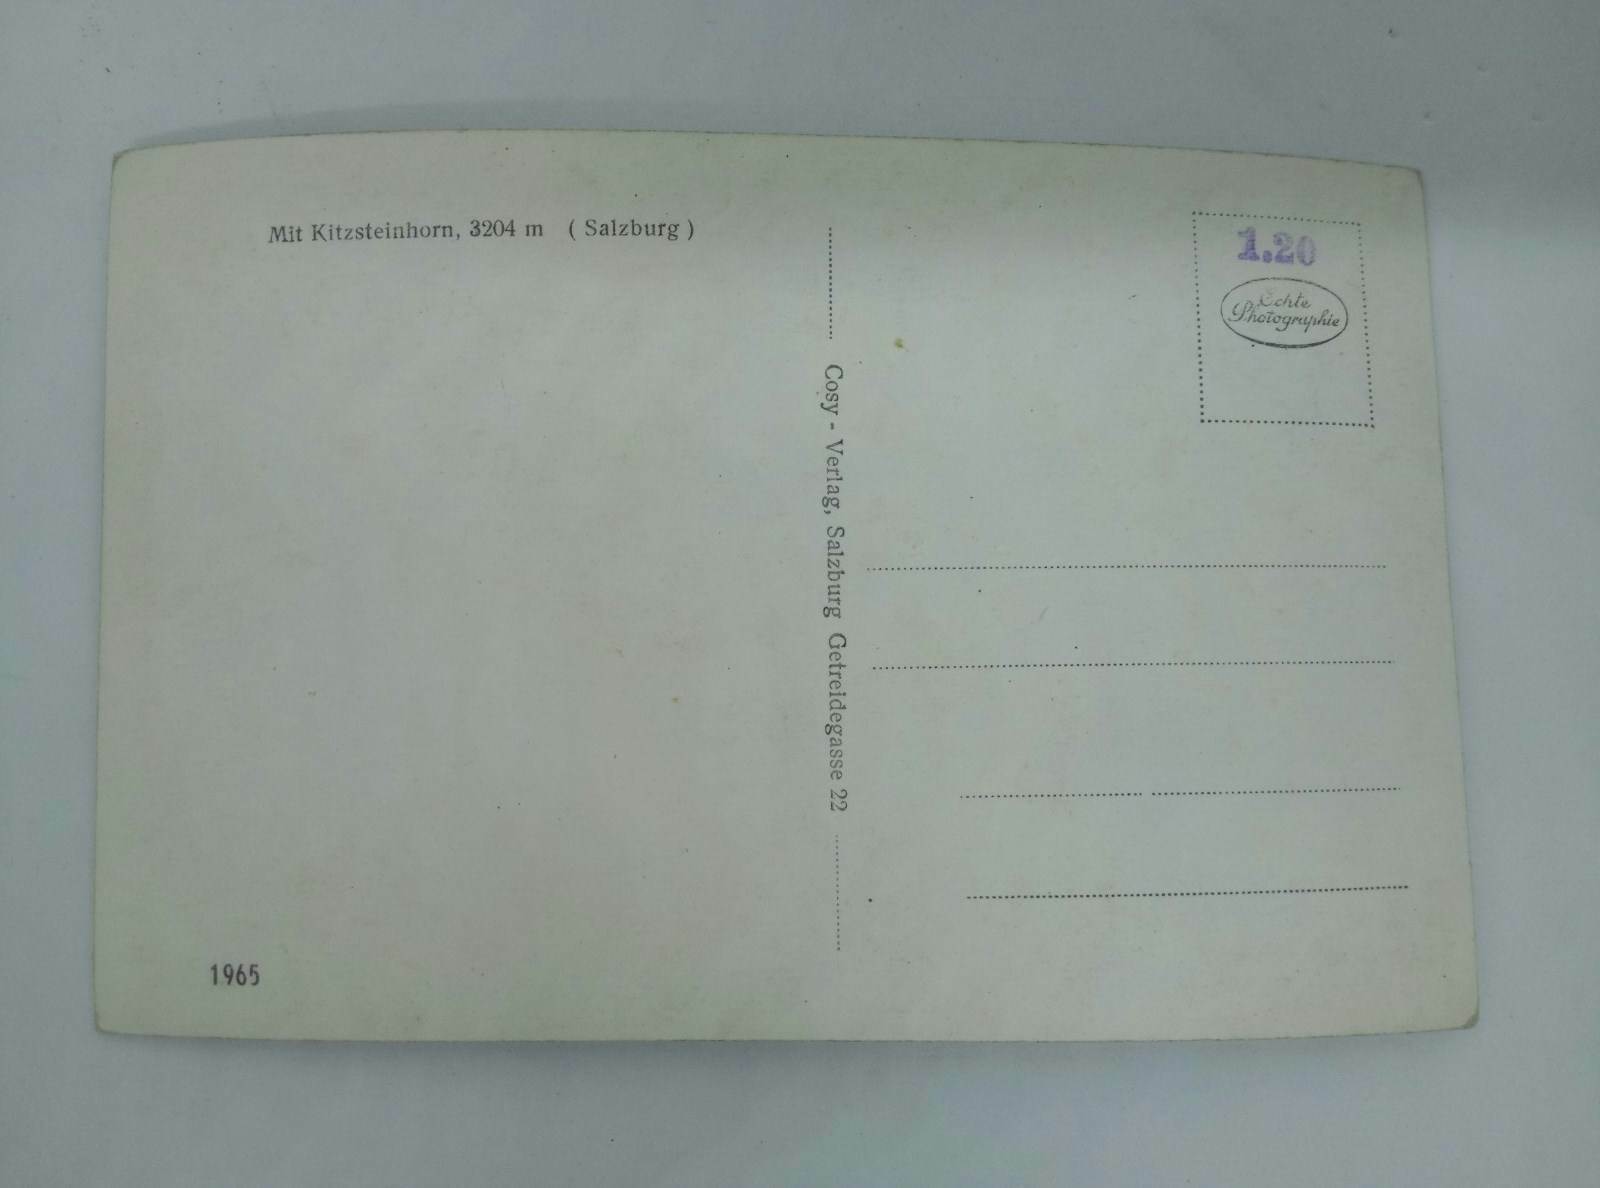 Mit Kitzsteinhorn, 3204 m ( Salzburg )
1.20
Echte
Photographie
Cosy - Verlag, Salzburg Getreidegasse 22
1965